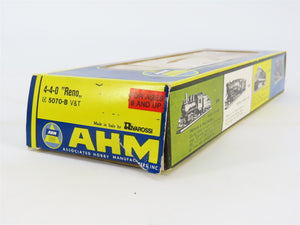 4-4-0 "Reno"
5070-B V&T
FOR AGES
8 AND UP
Made in Italy by RIVAROSSI
AHM
AHM
ASSOCIATED HOBBY MANUFACTURERS, INC.